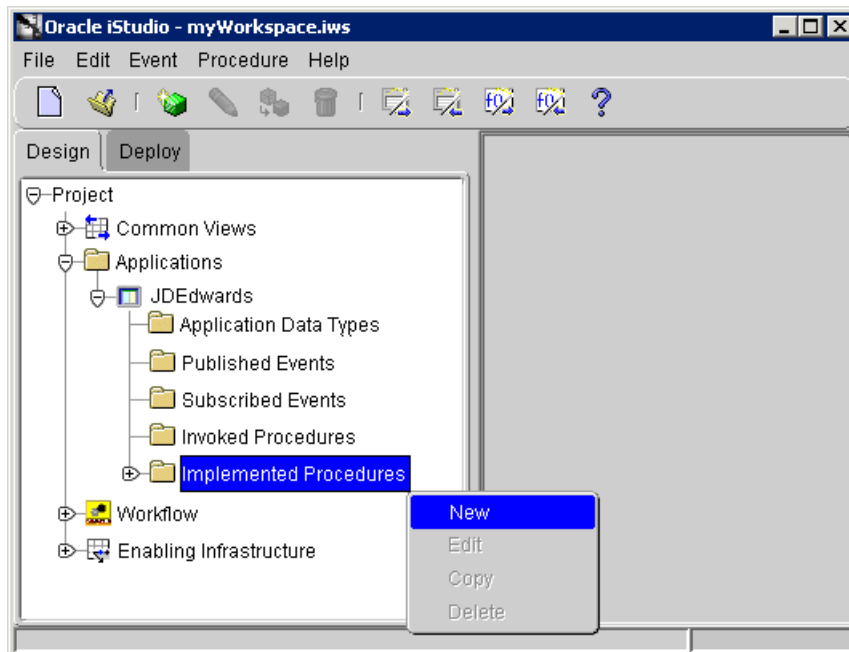 Oracle iStudio - myWorkspace.iws
File Edit Event Procedure Help
Design Deploy
Project
Common Views
Applications
JDEdwards
Application Data Types
Published Events
Subscribed Events
Invoked Procedures
Implemented Procedures
Workflow
Enabling Infrastructure
New
Edit
Copy
Delete